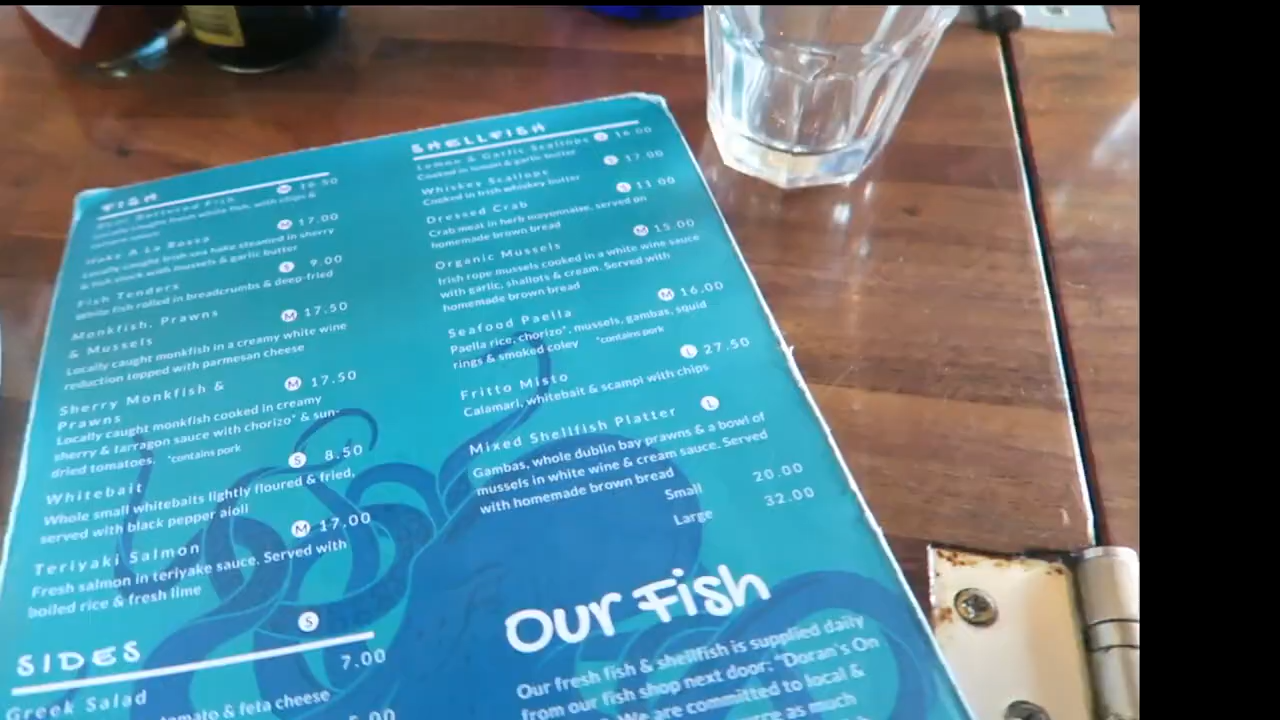 FISH
Beer Battered Fish M 16.50
Locally caught Irish white fish, with chips &
tartare sauce
M 17.00
Hake A La Basca
Locally caught Irish sea hake steamed in sherry
& fish stock with mussels & garlic butter
S 9.00
Fish Tenders
White fish rolled in breadcrumbs & deep-fried
Monkfish, Prawns M 17.50
& Mussels
Locally caught monkfish in a creamy white wine
reduction topped with parmesan cheese
Sherry Monkfish & M 17.50
Prawns
Locally caught monkfish cooked in creamy
sherry & tarragon sauce with chorizo* & sun-
dried tomatoes. *contains pork
S 8.50
Whitebait
Whole small whitebaits lightly floured & fried,
served with black pepper aioli
M 17.00
Teriyaki Salmon
Fresh salmon in teriyake sauce. Served with
boiled rice & fresh lime
SIDES S
7.00
Greek Salad
tomato & feta cheese
SHELLFISH
Lemon & Garlic Scallops S 16.00
Cooked in lemon & garlic butter
S 17.00
Whiskey Scallops
Cooked in Irish whiskey butter
S 11.00
Dressed Crab
Crab meat in herb mayonnaise, served on
homemade brown bread
M 15.00
Organic Mussels
Irish rope mussels cooked in a white wine sauce
with garlic, shallots & cream. Served with
homemade brown bread
M 16.00
Seafood Paella
Paella rice, chorizo*, mussels, gambas, squid
rings & smoked coley *contains pork
L 27.50
Fritto Misto
Calamari, whitebait & scampi with chips
Mixed Shellfish Platter L
Gambas, whole dublin bay prawns & a bowl of
mussels in white wine & cream sauce. Served
with homemade brown bread
Small 20.00
Large 32.00
Our Fish
Our fresh fish & shellfish is supplied daily
from our fish shop next door: "Doran's On
We are committed to local &
as much